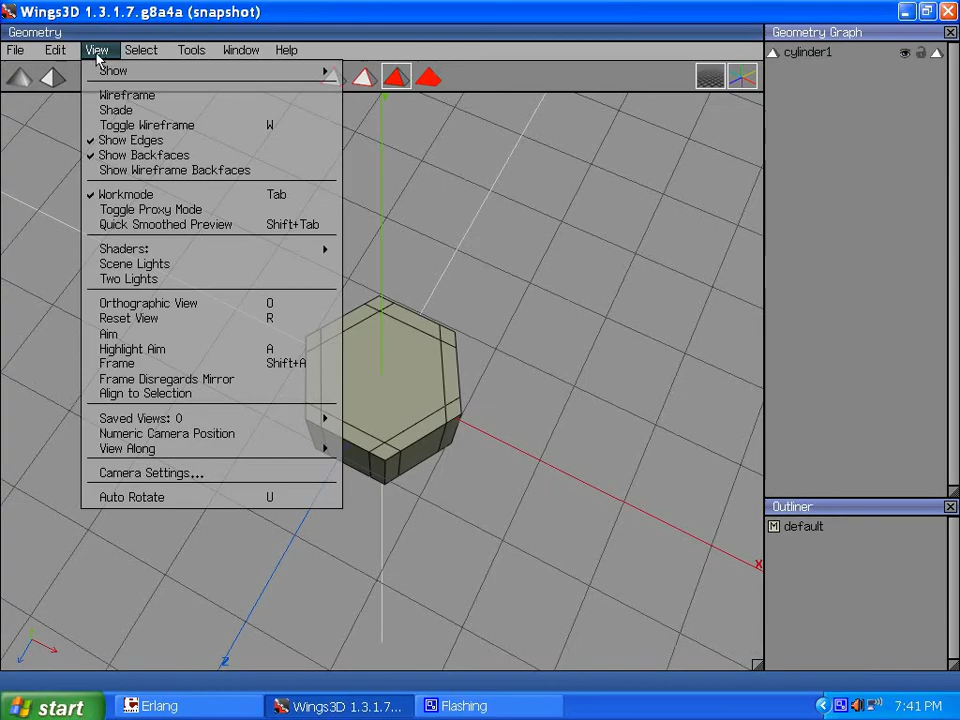 Wings3D 1.3.1.7.g8a4a (snapshot)
Geometry
Geometry Graph
File Edit View Select Tools Window Help
cylinder1
Show
Wireframe
Shade
Toggle Wireframe W
Show Edges
Show Backfaces
Show Wireframe Backfaces
Workmode Tab
Toggle Proxy Mode
Quick Smoothed Preview Shift+Tab
Shaders:
Scene Lights
Two Lights
Orthographic View O
Reset View R
Aim
Highlight Aim A
Frame Shift+A
Frame Disregards Mirror
Align to Selection
Saved Views: 0
Numeric Camera Position
View Along
Camera Settings...
Auto Rotate U
Outliner
M default
X
Z
start
Erlang
Wings3D 1.3.1.7...
Flashing
7:41 PM